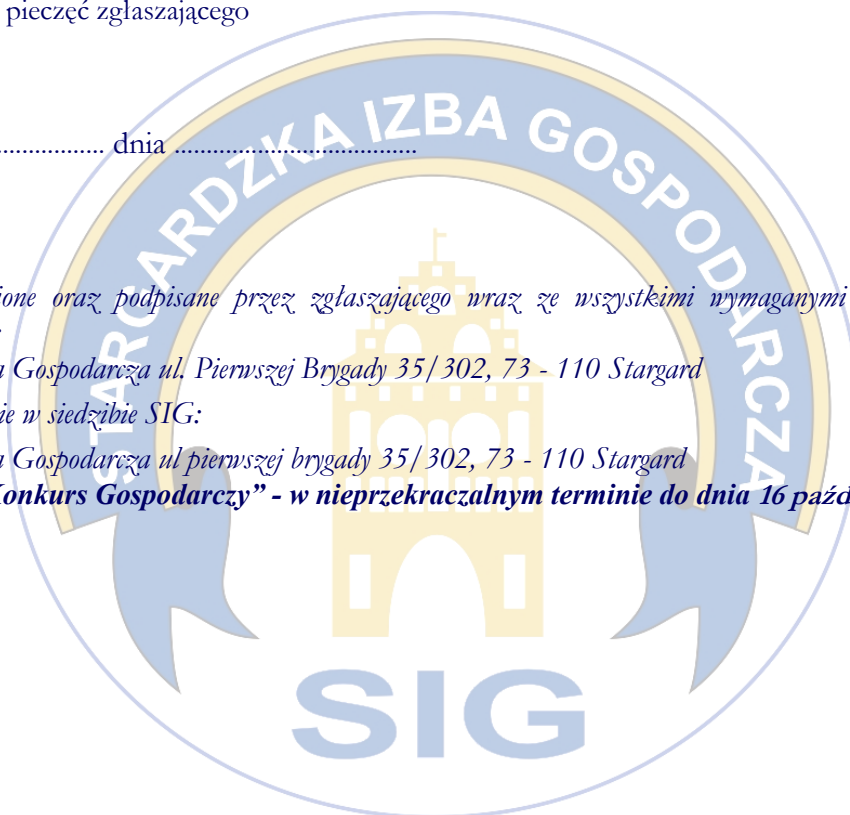 pieczęć zgłaszającego
................. dnia ......................................
ione oraz podpisane przez zgłaszającego wraz ze wszystkimi wymaganymi
a Gospodarcza ul. Pierwszej Brygady 35/302, 73 - 110 Stargard
ie w siedzibie SIG:
a Gospodarcza ul pierwszej brygady 35/302, 73 - 110 Stargard
Konkurs Gospodarczy” - w nieprzekraczalnym terminie do dnia 16 paźd
STARGARDZKA IZBA GOSPODARCZA
SIG